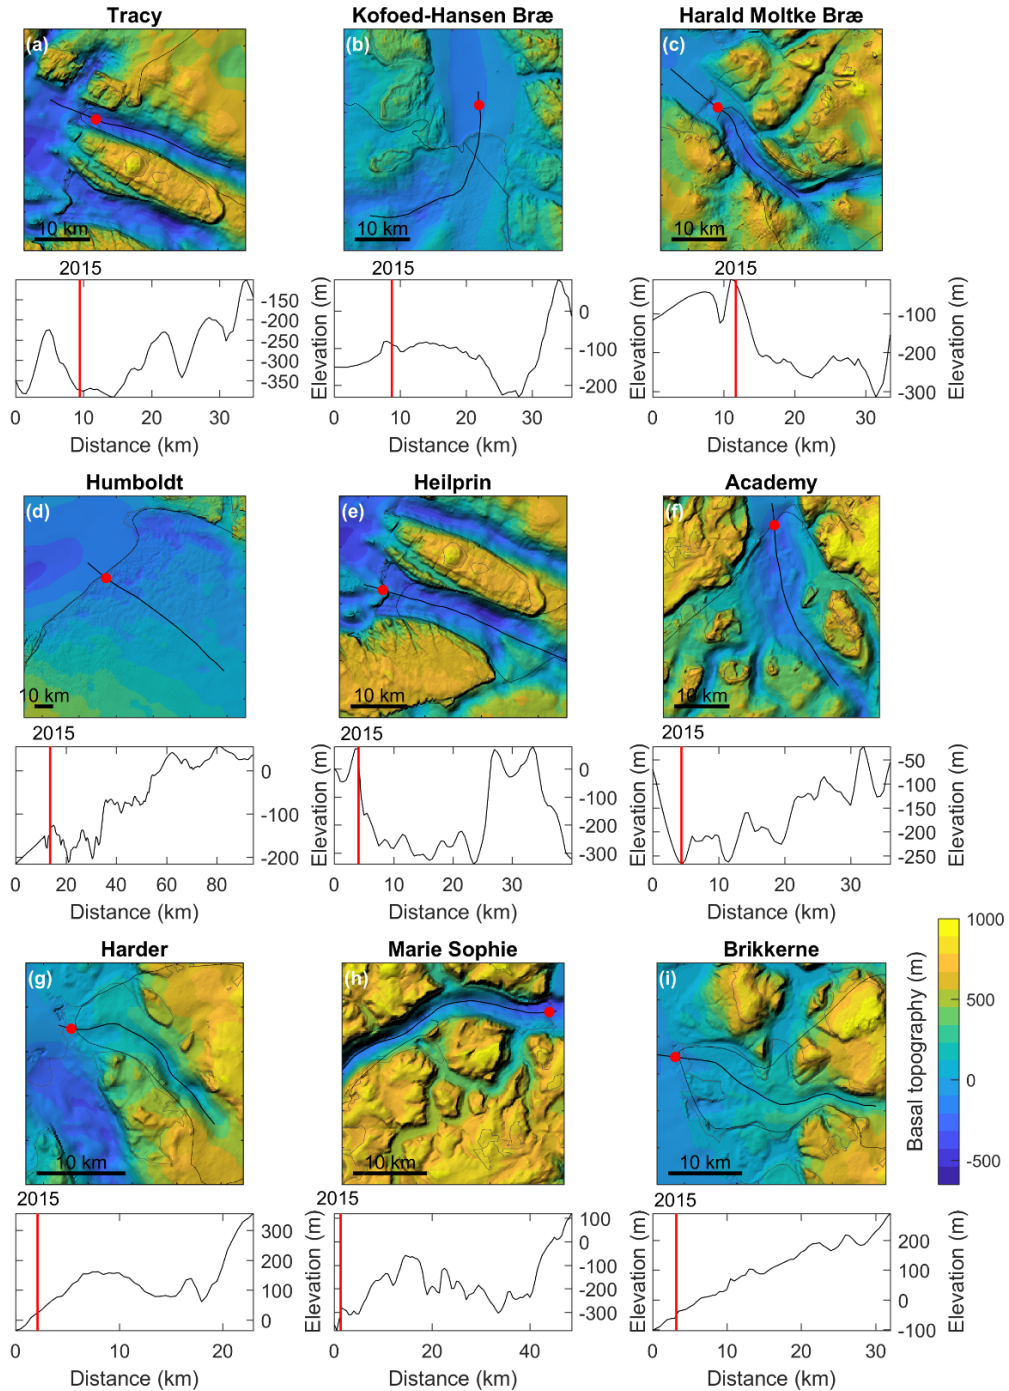 Tracy
Kofoed-Hansen Bræ
Harald Moltke Bræ
(a)
(b)
(c)
10 km
10 km
10 km
2015
2015
2015
-150
-200
-250
-300
-350
Elevation (m)
0
-100
-200
Elevation (m)
-100
-200
-300
Elevation (m)
0 10 20 30
0 10 20 30
0 10 20 30
Distance (km)
Distance (km)
Distance (km)
Humboldt
Heilprin
Academy
(d)
(e)
(f)
10 km
10 km
10 km
2015
2015
2015
0
-100
-200
Elevation (m)
0
-100
-200
-300
Elevation (m)
-50
-100
-150
-200
-250
Elevation (m)
0 20 40 60 80
0 10 20 30
0 10 20 30
Distance (km)
Distance (km)
Distance (km)
Harder
Marie Sophie
Brikkerne
(g)
(h)
(i)
10 km
10 km
10 km
1000
500
0
-500
Basal topography (m)
2015
2015
2015
300
200
100
0
Elevation (m)
100
0
-100
-200
-300
Elevation (m)
200
100
0
-100
Elevation (m)
0 10 20
0 20 40
0 10 20 30
Distance (km)
Distance (km)
Distance (km)